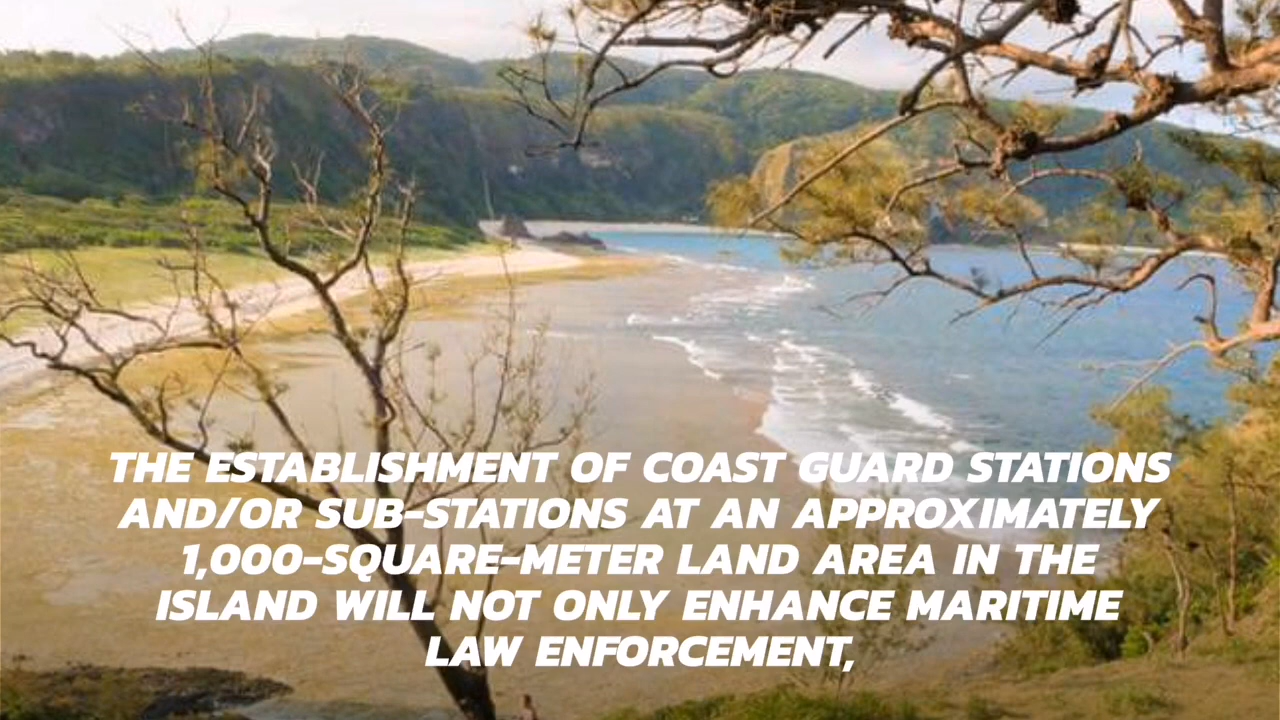 THE ESTABLISHMENT OF COAST GUARD STATIONS
AND/OR SUB-STATIONS AT AN APPROXIMATELY
1,000-SQUARE-METER LAND AREA IN THE
ISLAND WILL NOT ONLY ENHANCE MARITIME
LAW ENFORCEMENT,